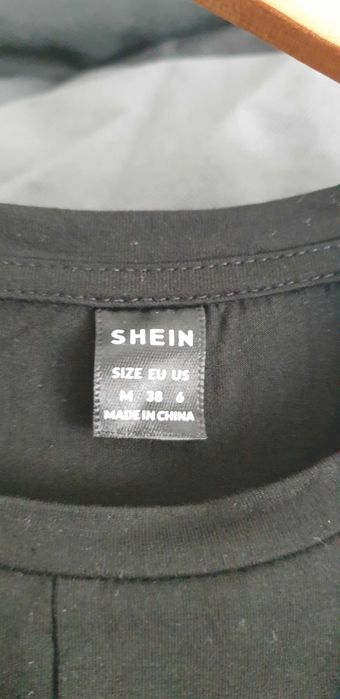 SHEIN
SIZE EU US
M 38 6
MADE IN CHINA